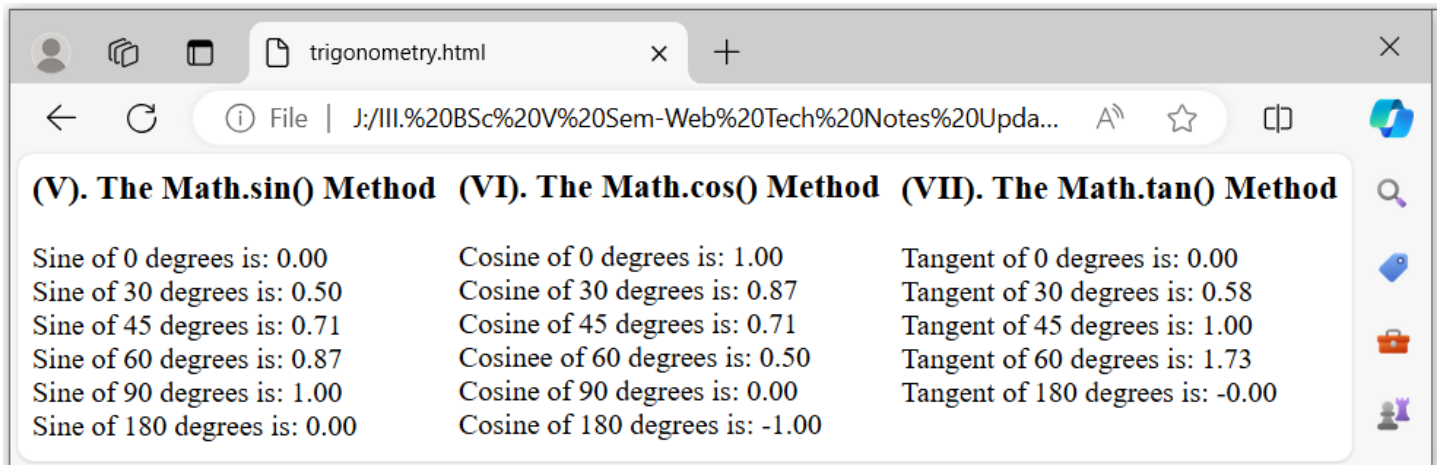 trigonometry.html
File | J:/III.%20BSc%20V%20Sem-Web%20Tech%20Notes%20Upda...
(V). The Math.sin() Method
Sine of 0 degrees is: 0.00
Sine of 30 degrees is: 0.50
Sine of 45 degrees is: 0.71
Sine of 60 degrees is: 0.87
Sine of 90 degrees is: 1.00
Sine of 180 degrees is: 0.00
(VI). The Math.cos() Method
Cosine of 0 degrees is: 1.00
Cosine of 30 degrees is: 0.87
Cosine of 45 degrees is: 0.71
Cosinee of 60 degrees is: 0.50
Cosine of 90 degrees is: 0.00
Cosine of 180 degrees is: -1.00
(VII). The Math.tan() Method
Tangent of 0 degrees is: 0.00
Tangent of 30 degrees is: 0.58
Tangent of 45 degrees is: 1.00
Tangent of 60 degrees is: 1.73
Tangent of 180 degrees is: -0.00